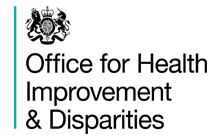 Office for Health
Improvement
& Disparities